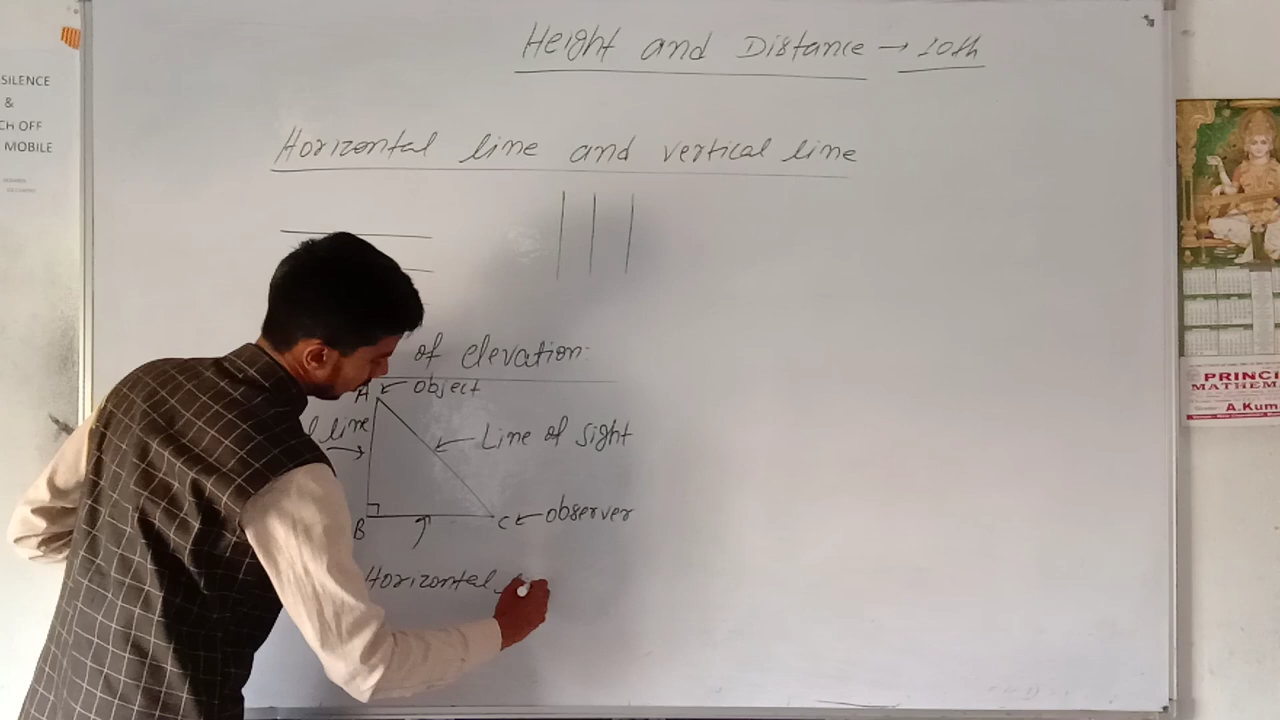 Height and Distance → 10th
SILENCE
&
CH OFF
MOBILE
Horizontal line and vertical line
of elevation:
A ← object
line
Line of sight
B
C ← observer
Horizontal
PRINCI
MATHEM
A.Kum